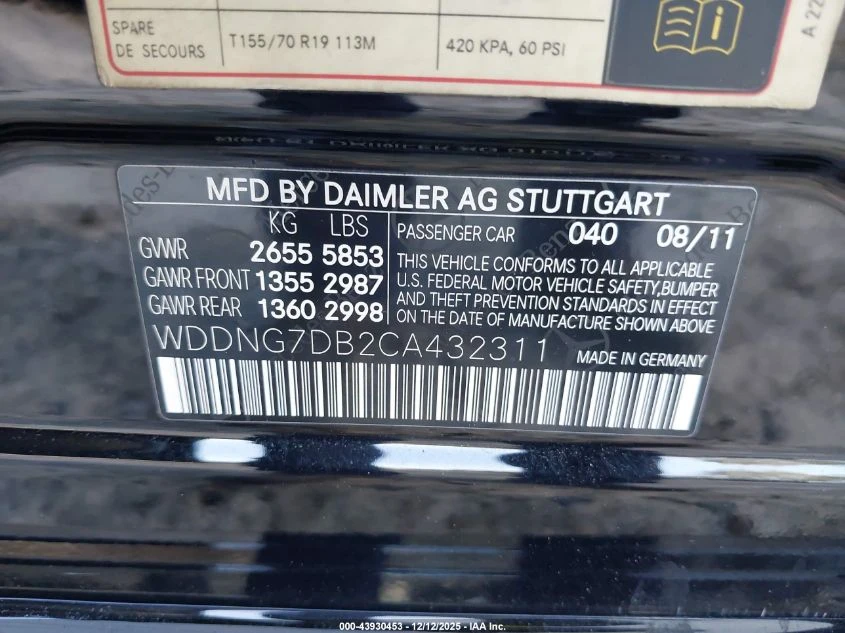 SPARE
DE SECOURS T155/70 R19 113M 420 KPA, 60 PSI
A 22
MFD BY DAIMLER AG STUTTGART
KG LBS
GVWR 2655 5853
GAWR FRONT 1355 2987
GAWR REAR 1360 2998
PASSENGER CAR 040 08/11
THIS VEHICLE CONFORMS TO ALL APPLICABLE
U.S. FEDERAL MOTOR VEHICLE SAFETY,BUMPER
AND THEFT PREVENTION STANDARDS IN EFFECT
ON THE DATE OF MANUFACTURE SHOWN ABOVE
WDDNG7DB2CA432311 MADE IN GERMANY
000-43930453 - 12/12/2025 - IAA Inc.